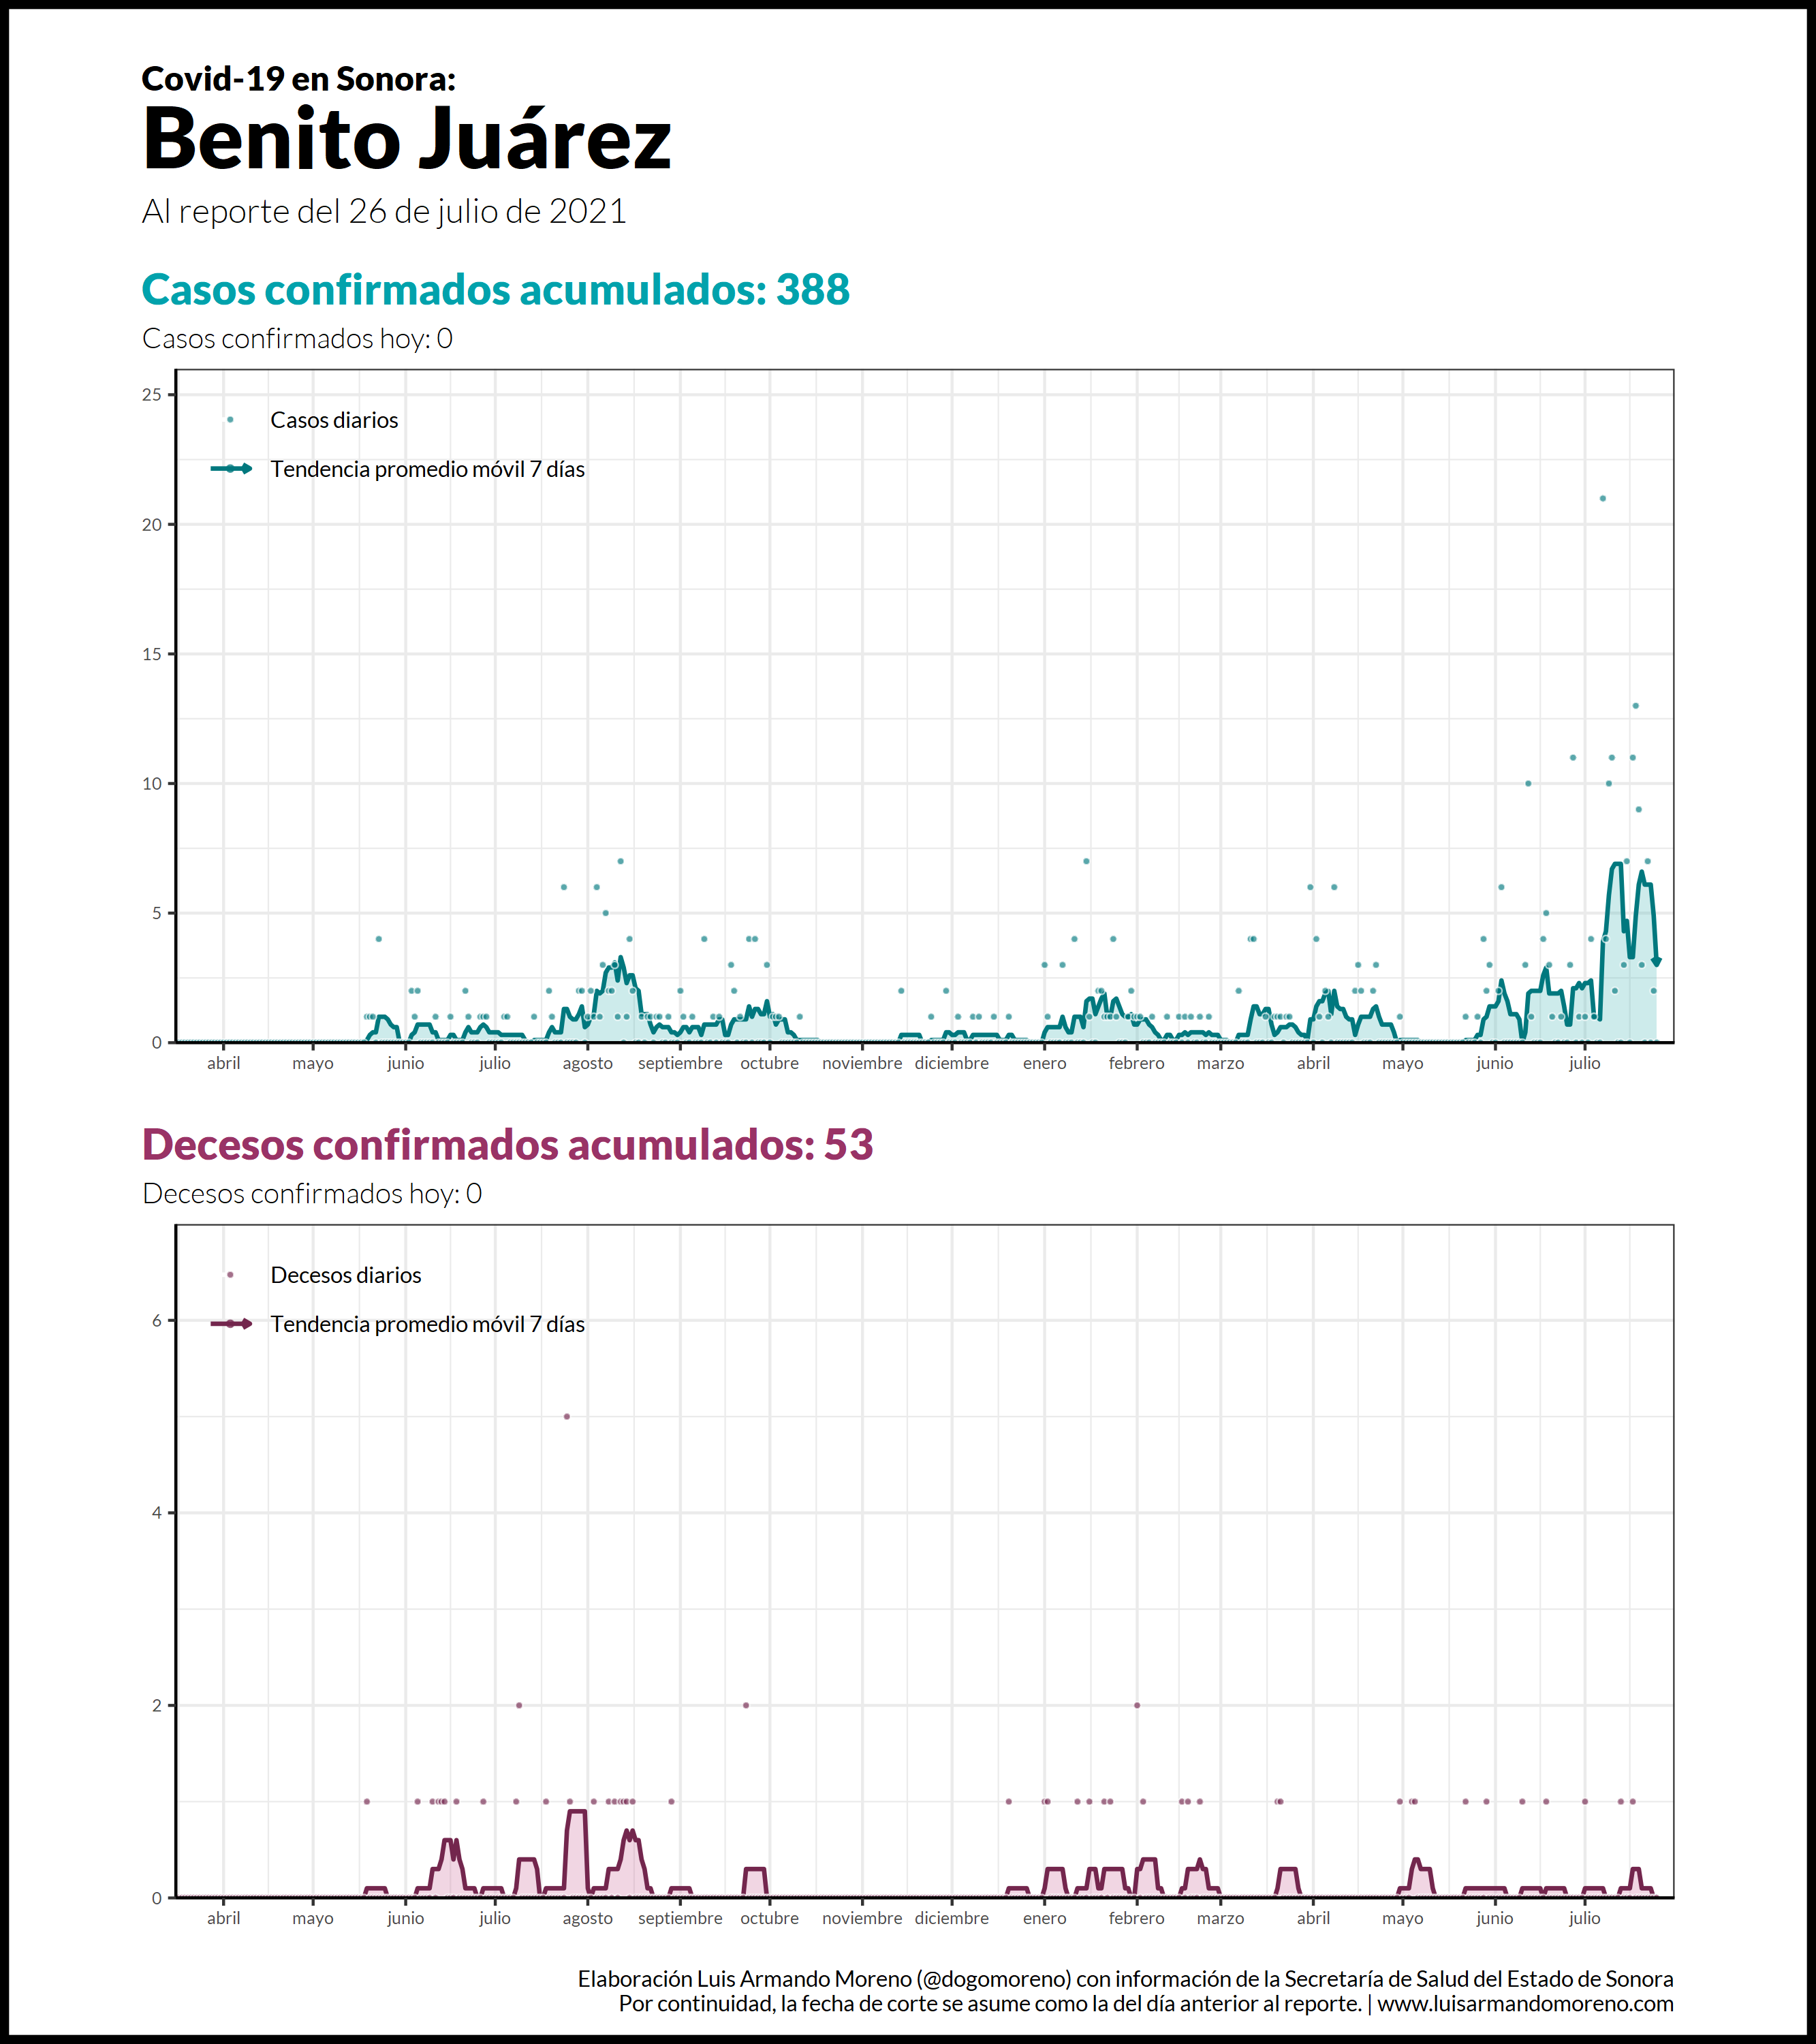 Covid-19 en Sonora:
Benito Juárez
Al reporte del 26 de julio de 2021
Casos confirmados acumulados: 388
Casos confirmados hoy: 0
25
Casos diarios
Tendencia promedio móvil 7 días
20
15
10
5
0
abril mayo junio julio agosto septiembre octubre noviembre diciembre enero febrero marzo abril mayo junio julio
Decesos confirmados acumulados: 53
Decesos confirmados hoy: 0
Decesos diarios
6
Tendencia promedio móvil 7 días
4
2
0
abril mayo junio julio agosto septiembre octubre noviembre diciembre enero febrero marzo abril mayo junio julio
Elaboración Luis Armando Moreno (@dogomoreno) con información de la Secretaría de Salud del Estado de Sonora
Por continuidad, la fecha de corte se asume como la del día anterior al reporte. | www.luisarmandomoreno.com